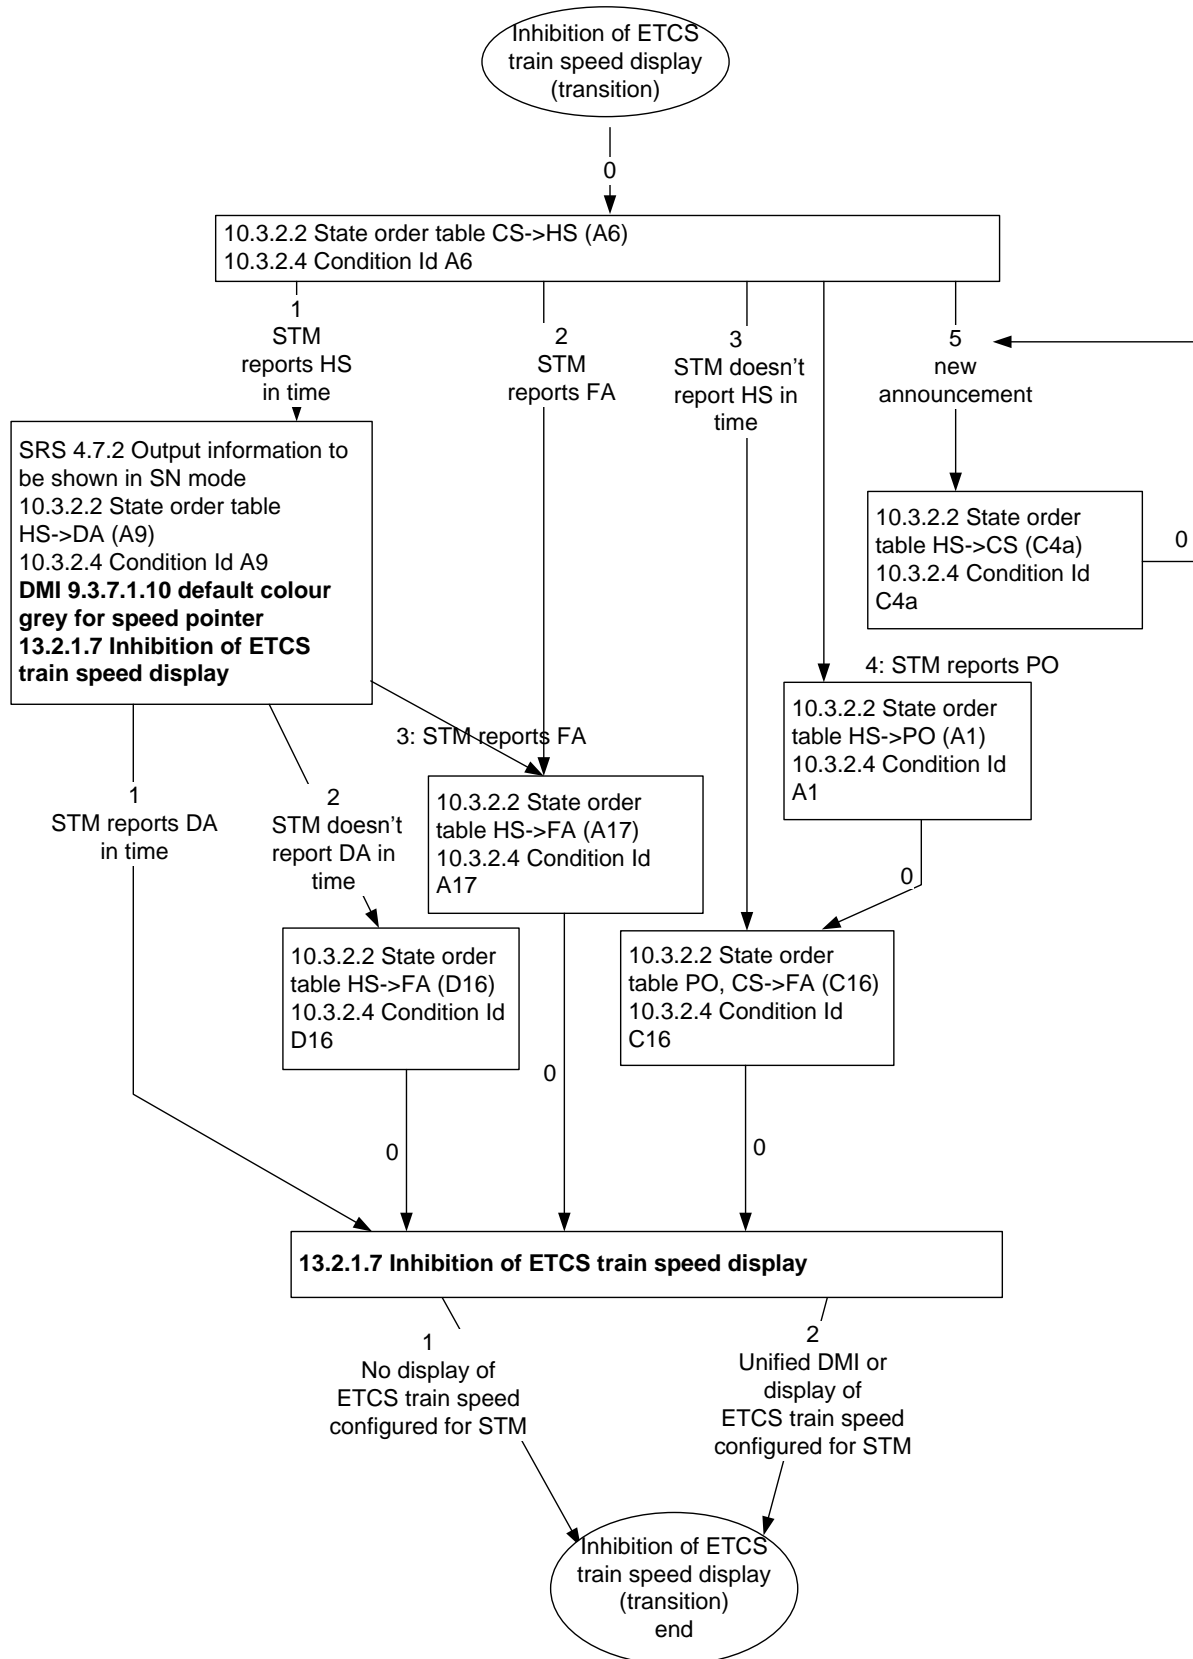 Inhibition of ETCS
train speed display
(transition)
0
10.3.2.2 State order table CS->HS (A6)
10.3.2.4 Condition Id A6
1
STM
reports HS
in time
2
STM
reports FA
3
STM doesn't
report HS in
time
5
new
announcement
SRS 4.7.2 Output information to
be shown in SN mode
10.3.2.2 State order table
HS->DA (A9)
10.3.2.4 Condition Id A9
DMI 9.3.7.1.10 default colour
grey for speed pointer
13.2.1.7 Inhibition of ETCS
train speed display
10.3.2.2 State order
table HS->CS (C4a)
10.3.2.4 Condition Id
C4a
0
4: STM reports PO
10.3.2.2 State order
table HS->PO (A1)
10.3.2.4 Condition Id
A1
3: STM reports FA
1
STM reports DA
in time
2
STM doesn't
report DA in
time
10.3.2.2 State order
table HS->FA (A17)
10.3.2.4 Condition Id
A17
0
10.3.2.2 State order
table HS->FA (D16)
10.3.2.4 Condition Id
D16
10.3.2.2 State order
table PO, CS->FA (C16)
10.3.2.4 Condition Id
C16
0
0
0
13.2.1.7 Inhibition of ETCS train speed display
1
No display of
ETCS train speed
configured for STM
2
Unified DMI or
display of
ETCS train speed
configured for STM
Inhibition of ETCS
train speed display
(transition)
end